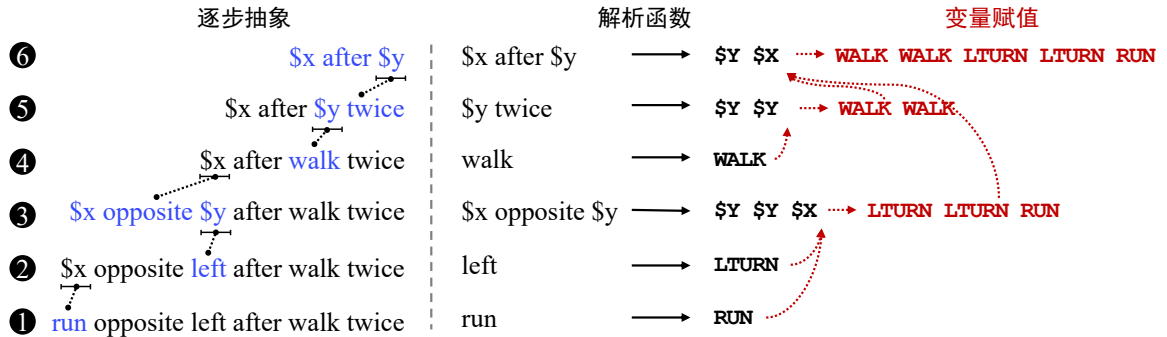 逐步抽象 解析函数 变量赋值
❻ $x after $y $x after $y $Y $X WALK WALK LTURN LTURN RUN
❺ $x after $y twice $y twice $Y $Y WALK WALK
❹ $x after walk twice walk WALK
❸ $x opposite $y after walk twice $x opposite $y $Y $Y $X LTURN LTURN RUN
❷ $x opposite left after walk twice left LTURN
❶ run opposite left after walk twice run RUN